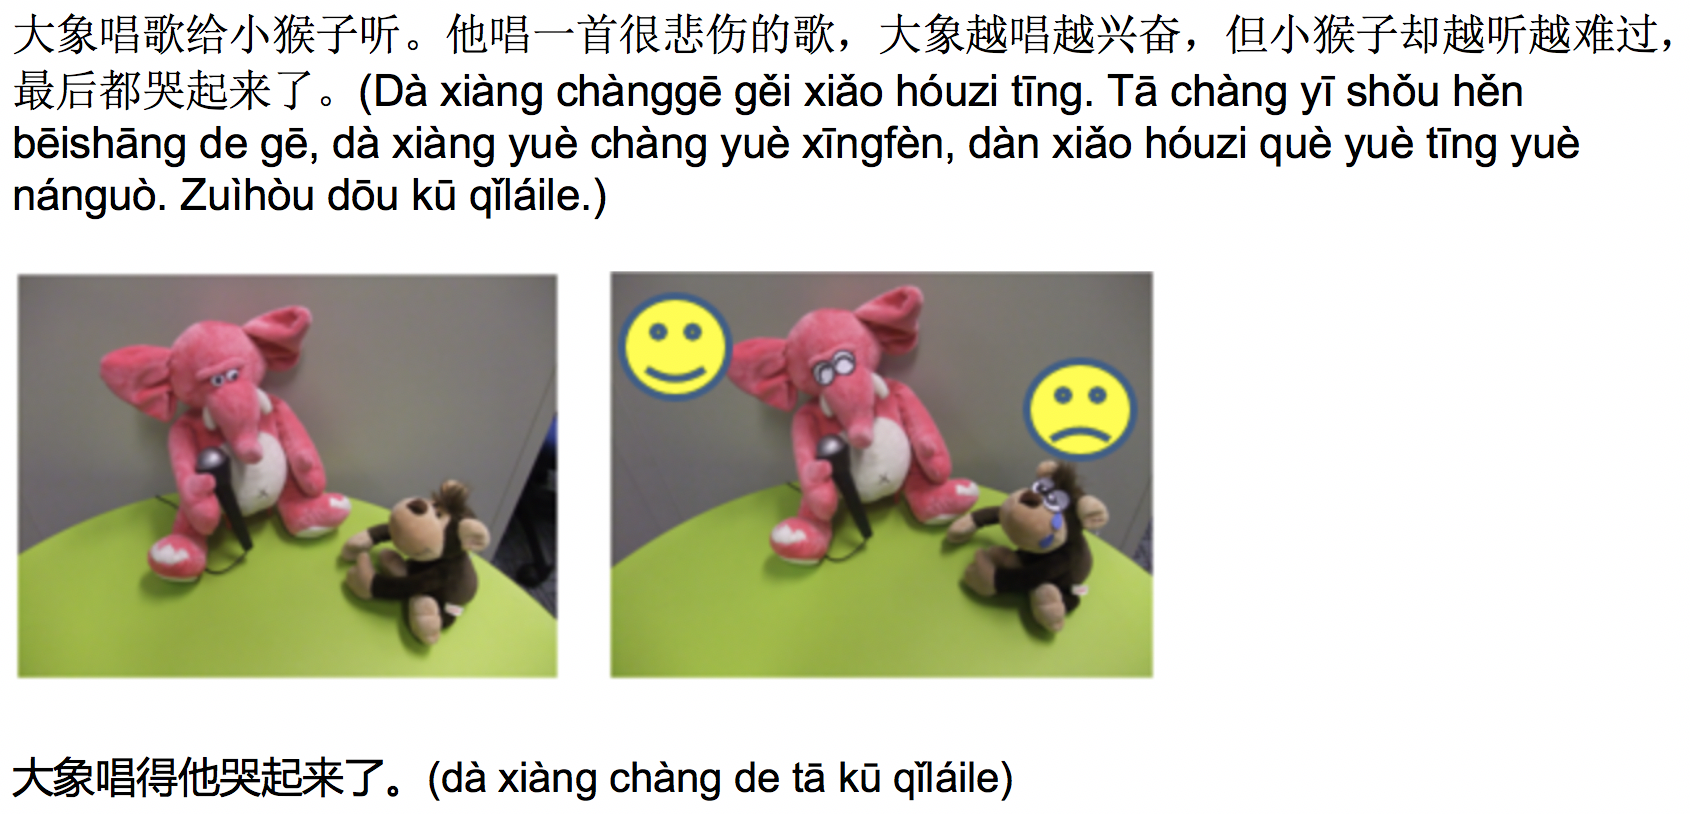 大象唱歌给小猴子听。他唱一首很悲伤的歌，大象越唱越兴奋，但小猴子却越听越难过，
最后都哭起来了。(Dà xiàng chànggē gěi xiǎo hóuzi tīng. Tā chàng yī shǒu hěn
bēishāng de gē, dà xiàng yuè chàng yuè xīngfèn, dàn xiǎo hóuzi què yuè tīng yuè
nánguò. Zuìhòu dōu kū qǐláile.)
大象唱得他哭起来了。(dà xiàng chàng de tā kū qǐláile)